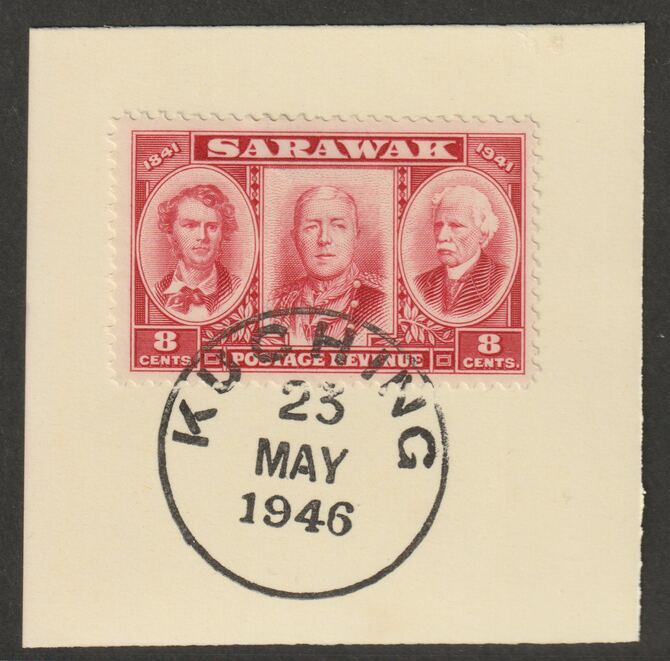 1841 SARAWAK 1941
8 CENTS. POSTAGE REVENUE 8 CENTS.
KUCHING
23
MAY
1946